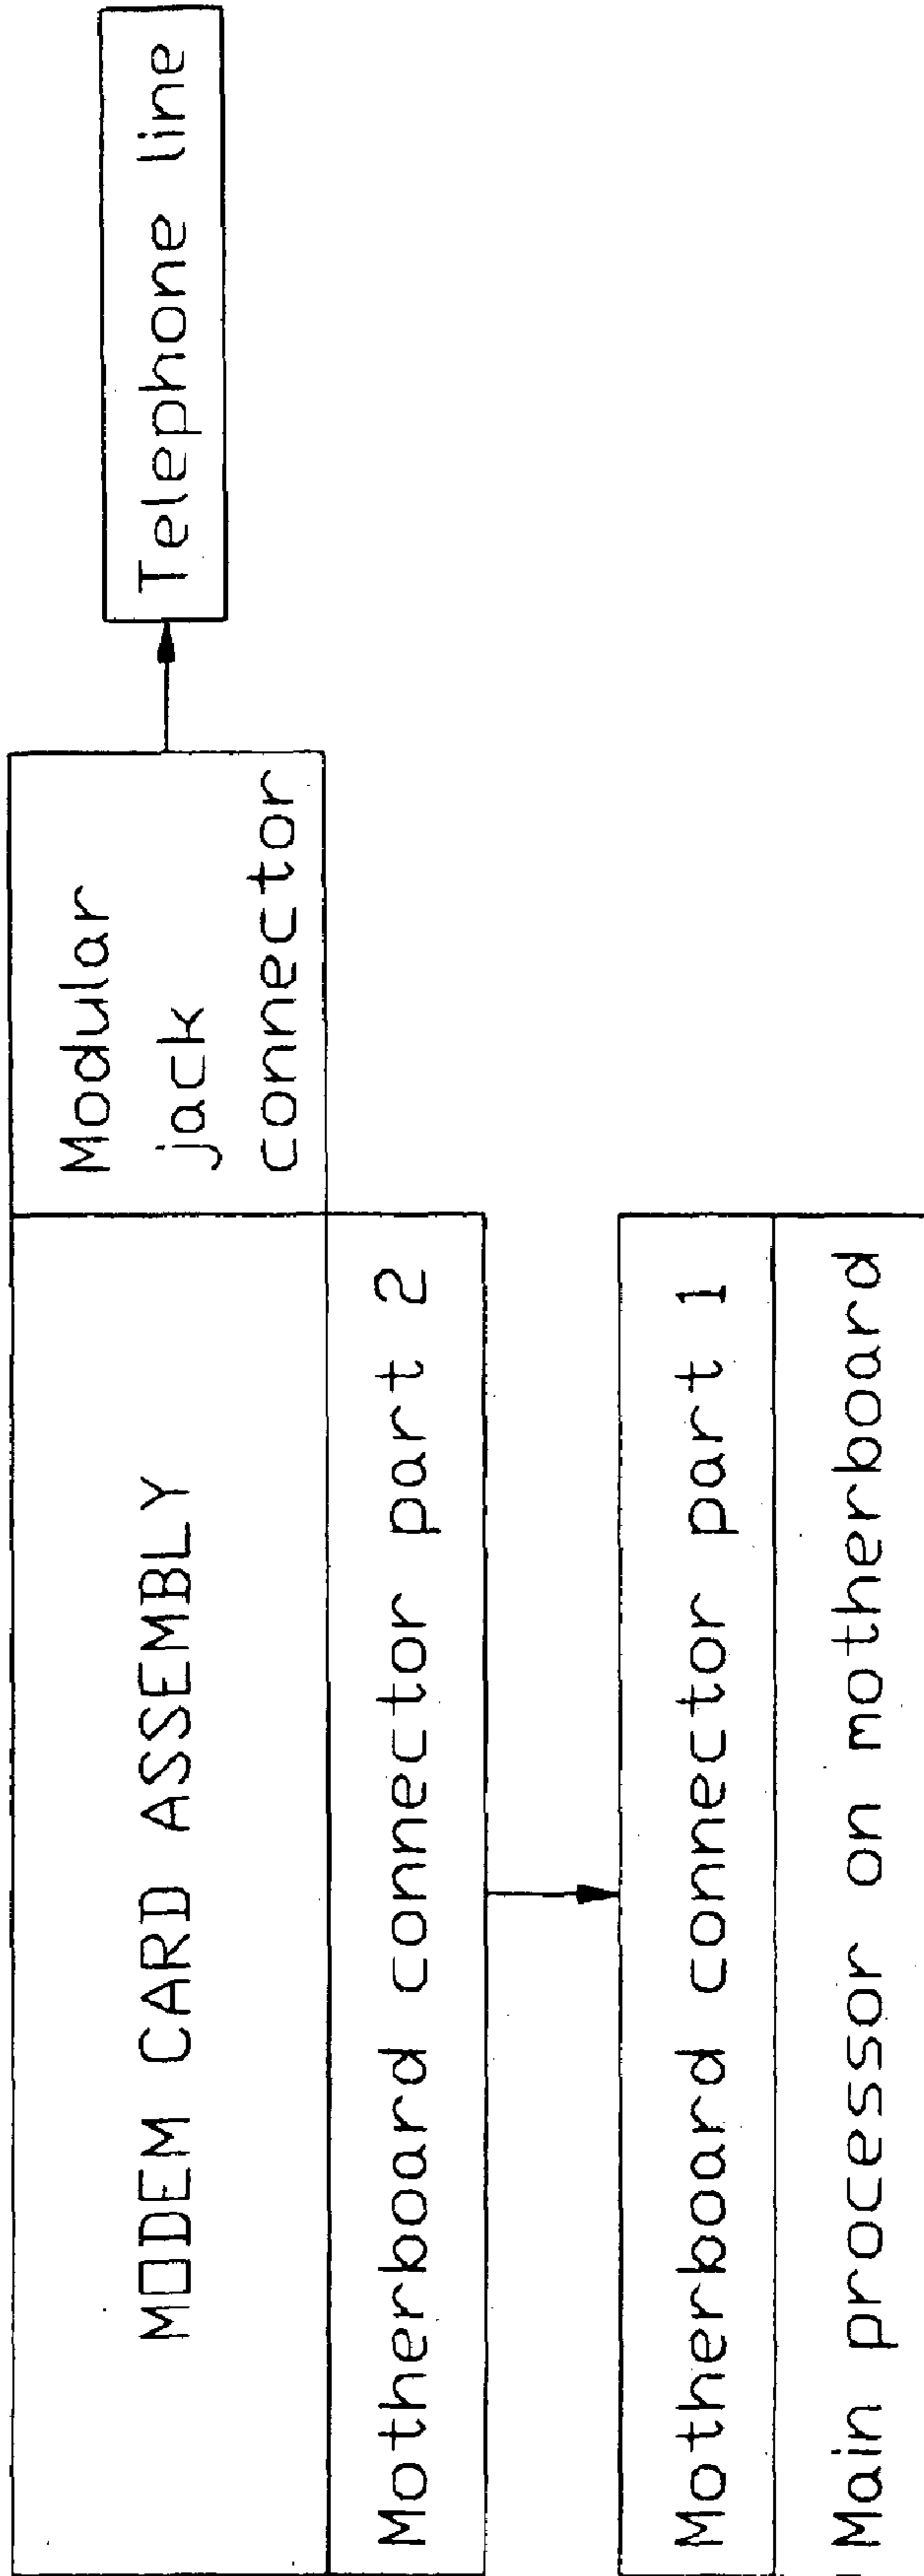 MODEM CARD ASSEMBLY
Modular
jack
connector
Telephone line
Motherboard connector part 2
Motherboard connector part 1
Main processor on motherboard